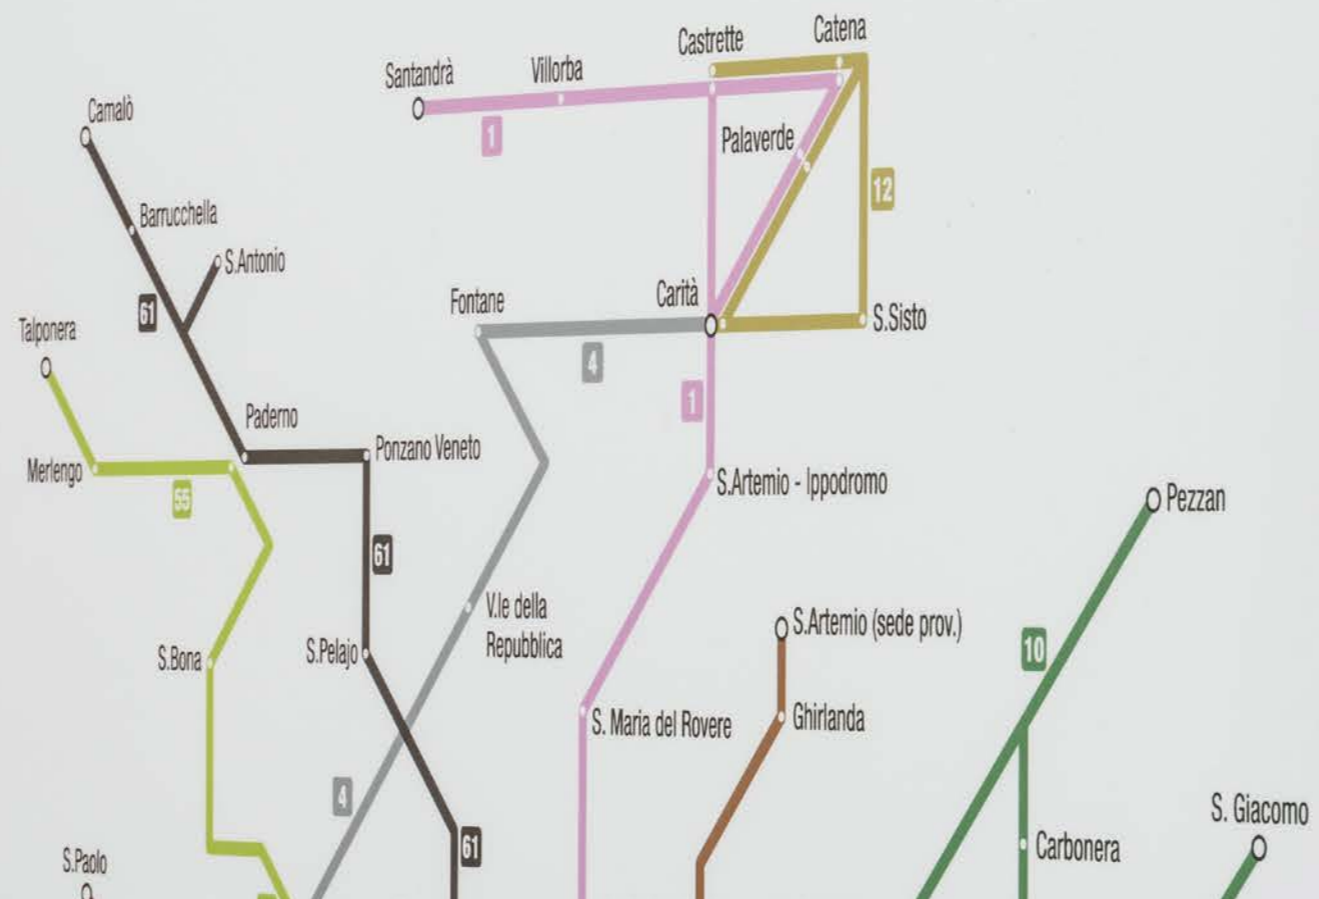 Catena
Castrette
Santandrà
Villorba
Camalò
1
Palaverde
12
Barrucchella
S.Antonio
61
Fontane
Carità
S.Sisto
Talponera
4
1
Paderno
Ponzano Veneto
Merlengo
55
S.Artemio - Ippodromo
Pezzan
61
V.le della
Repubblica
S.Artemio (sede prov.)
S.Bona
S.Pelajo
10
S. Maria del Rovere
Ghirlanda
4
S. Giacomo
61
Carbonera
S.Paolo